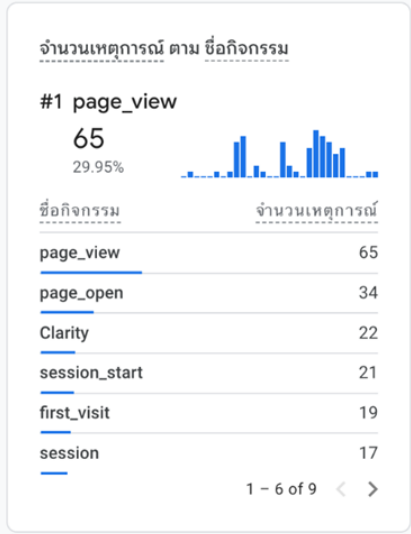 จำนวนเหตุการณ์ ตาม ชื่อกิจกรรม
#1 page_view
65
29.95%
ชื่อกิจกรรม จำนวนเหตุการณ์
page_view 65
page_open 34
Clarity 22
session_start 21
first_visit 19
session 17
1 – 6 of 9